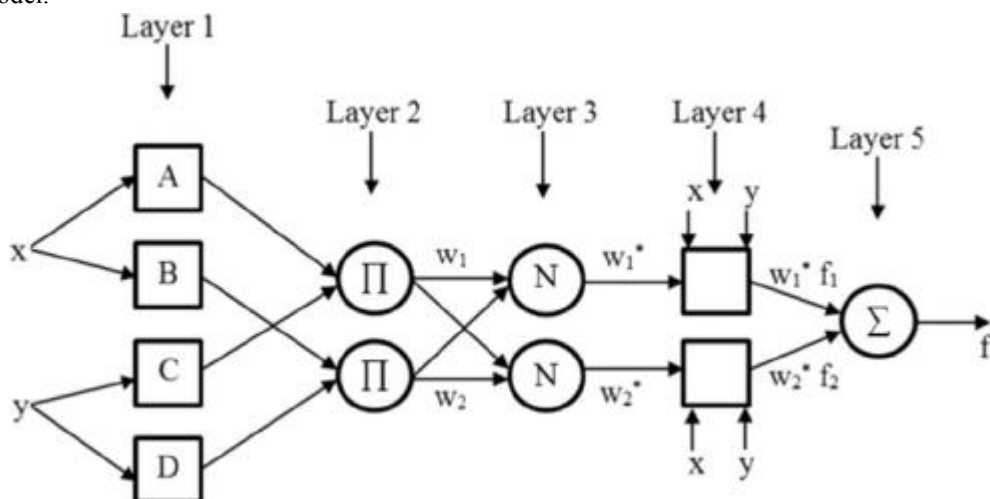 odel.
Layer 1
Layer 2
Layer 3
Layer 4
Layer 5
A
x
y
x
B
∏
w₁
N
w₁*
w₁* f₁
∑
f
C
∏
w₂
N
w₂*
w₂* f₂
y
D
x
y